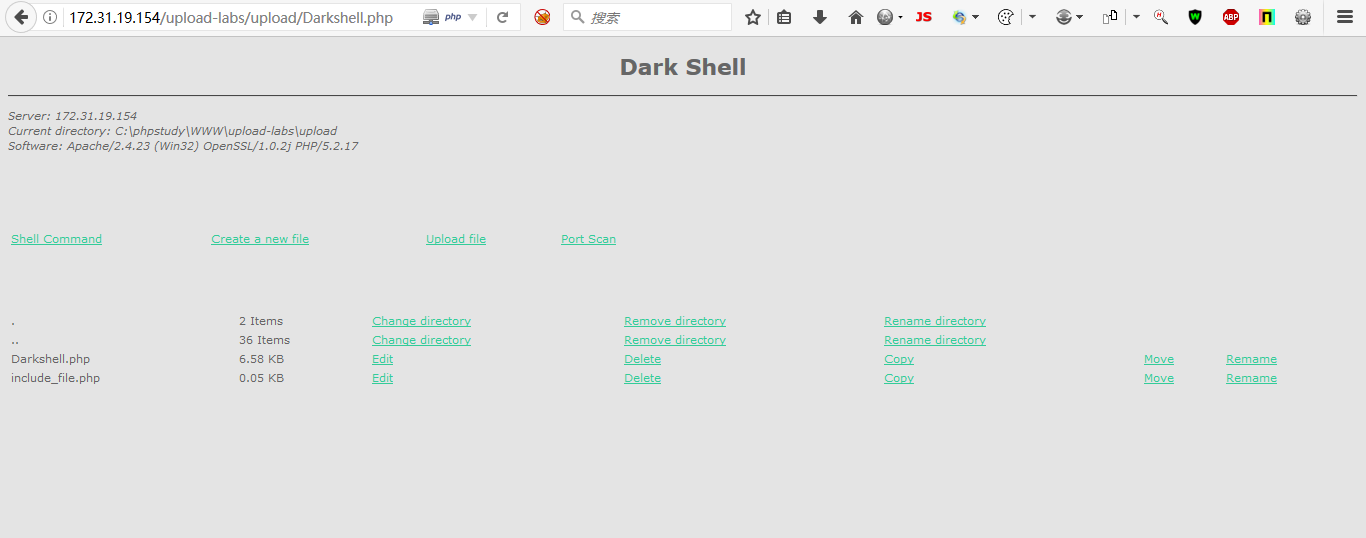 172.31.19.154/upload-labs/upload/Darkshell.php php 搜索 JS W ABP
Dark Shell
Server: 172.31.19.154
Current directory: C:\phpstudy\WWW\upload-labs\upload
Software: Apache/2.4.23 (Win32) OpenSSL/1.0.2j PHP/5.2.17
Shell Command Create a new file Upload file Port Scan
. 2 Items Change directory Remove directory Rename directory
.. 36 Items Change directory Remove directory Rename directory
Darkshell.php 6.58 KB Edit Delete Copy Move Remame
include_file.php 0.05 KB Edit Delete Copy Move Remame